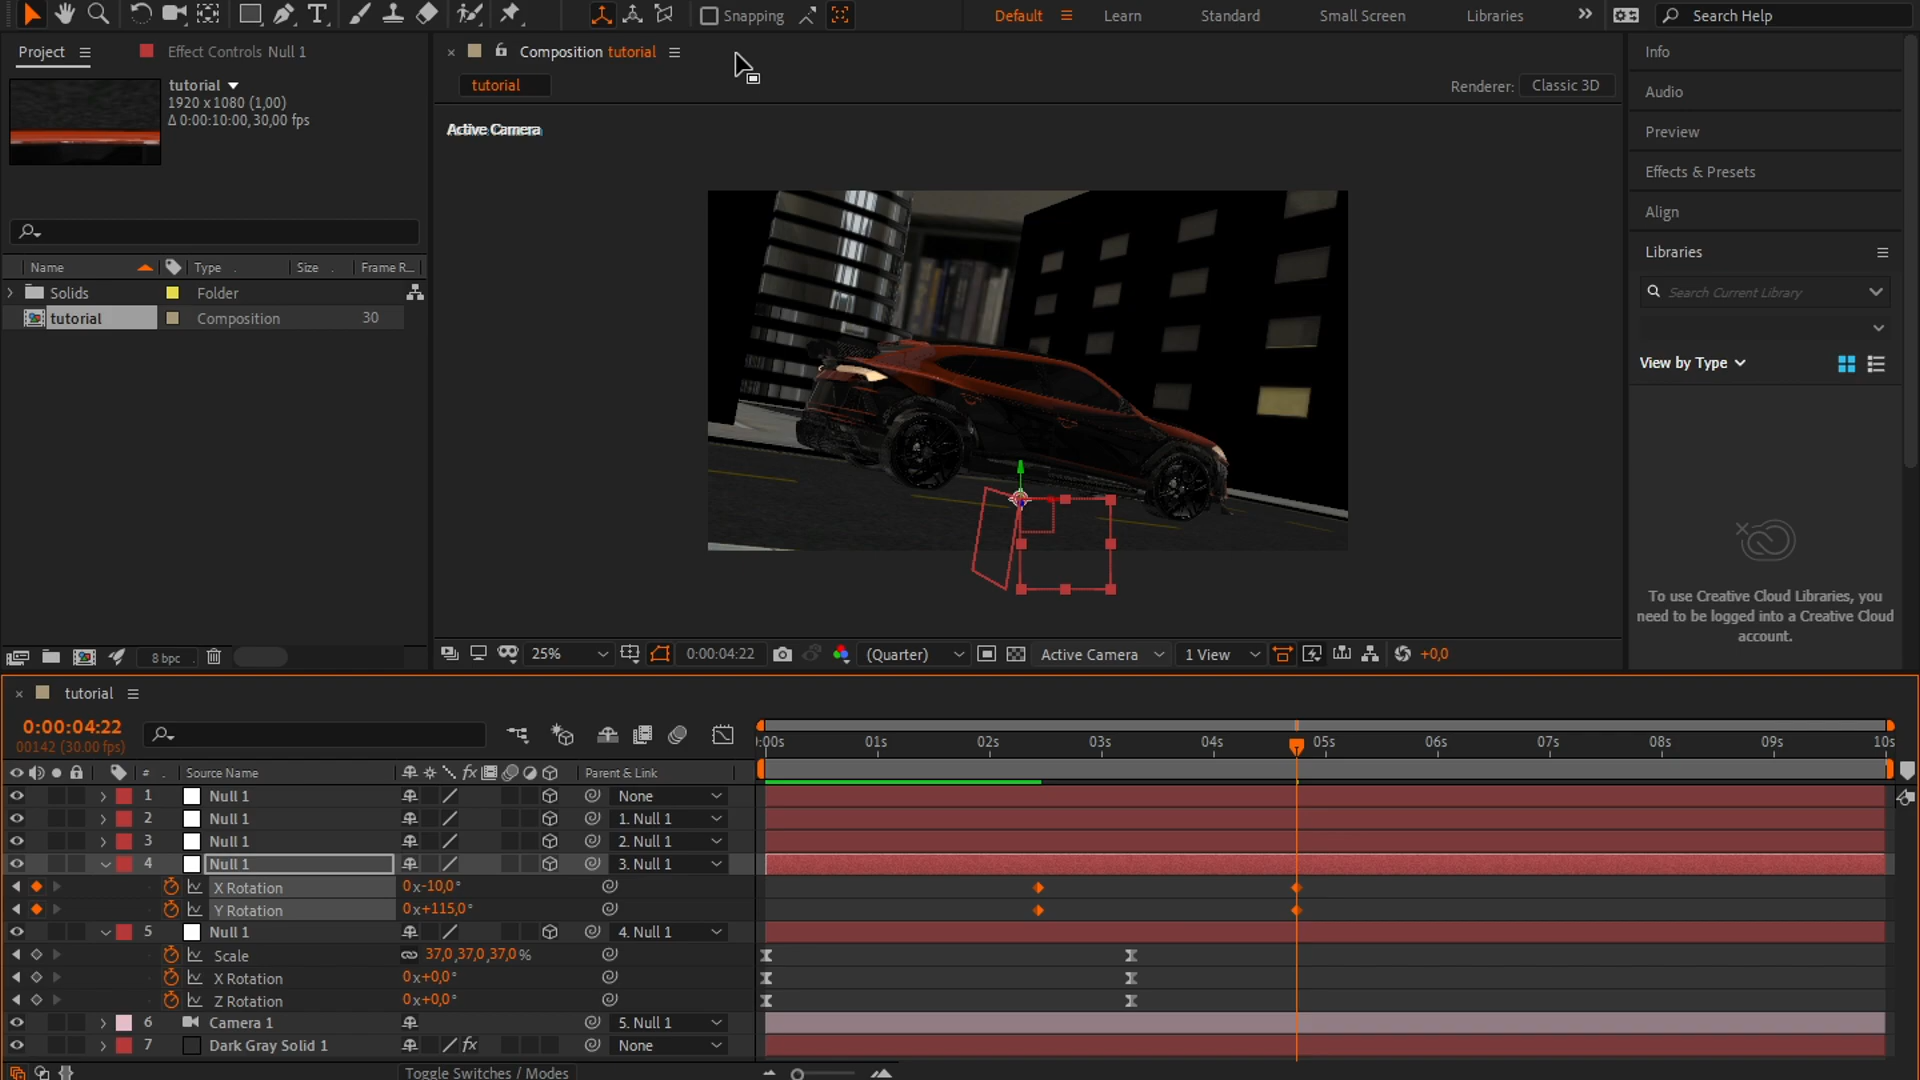 Snapping
Default
Learn
Standard
Small Screen
Libraries
Search Help
Project
Effect Controls Null 1
Composition tutorial
Info
tutorial
1920 x 1080 (1,00)
Δ 0:00:10:00, 30,00 fps
tutorial
Renderer:
Classic 3D
Audio
Active Camera
Preview
Effects & Presets
Align
Libraries
Name
Type
Size
Frame R...
Solids
Folder
Search Current Library
tutorial
Composition
30
View by Type
To use Creative Cloud Libraries, you
need to be logged into a Creative Cloud
account.
8 bpc
25%
0:00:04:22
(Quarter)
Active Camera
1 View
+0,0
tutorial
0:00:04:22
00142 (30.00 fps)
:00s
01s
02s
03s
04s
05s
06s
07s
08s
09s
10s
#
Source Name
fx
Parent & Link
1
Null 1
None
2
Null 1
1. Null 1
3
Null 1
2. Null 1
4
Null 1
3. Null 1
X Rotation
0x-10,0°
Y Rotation
0x+115,0°
5
Null 1
4. Null 1
Scale
37,0,37,0,37,0%
X Rotation
0x+0,0°
Z Rotation
0x+0,0°
6
Camera 1
5. Null 1
7
Dark Gray Solid 1
fx
None
Toggle Switches / Modes